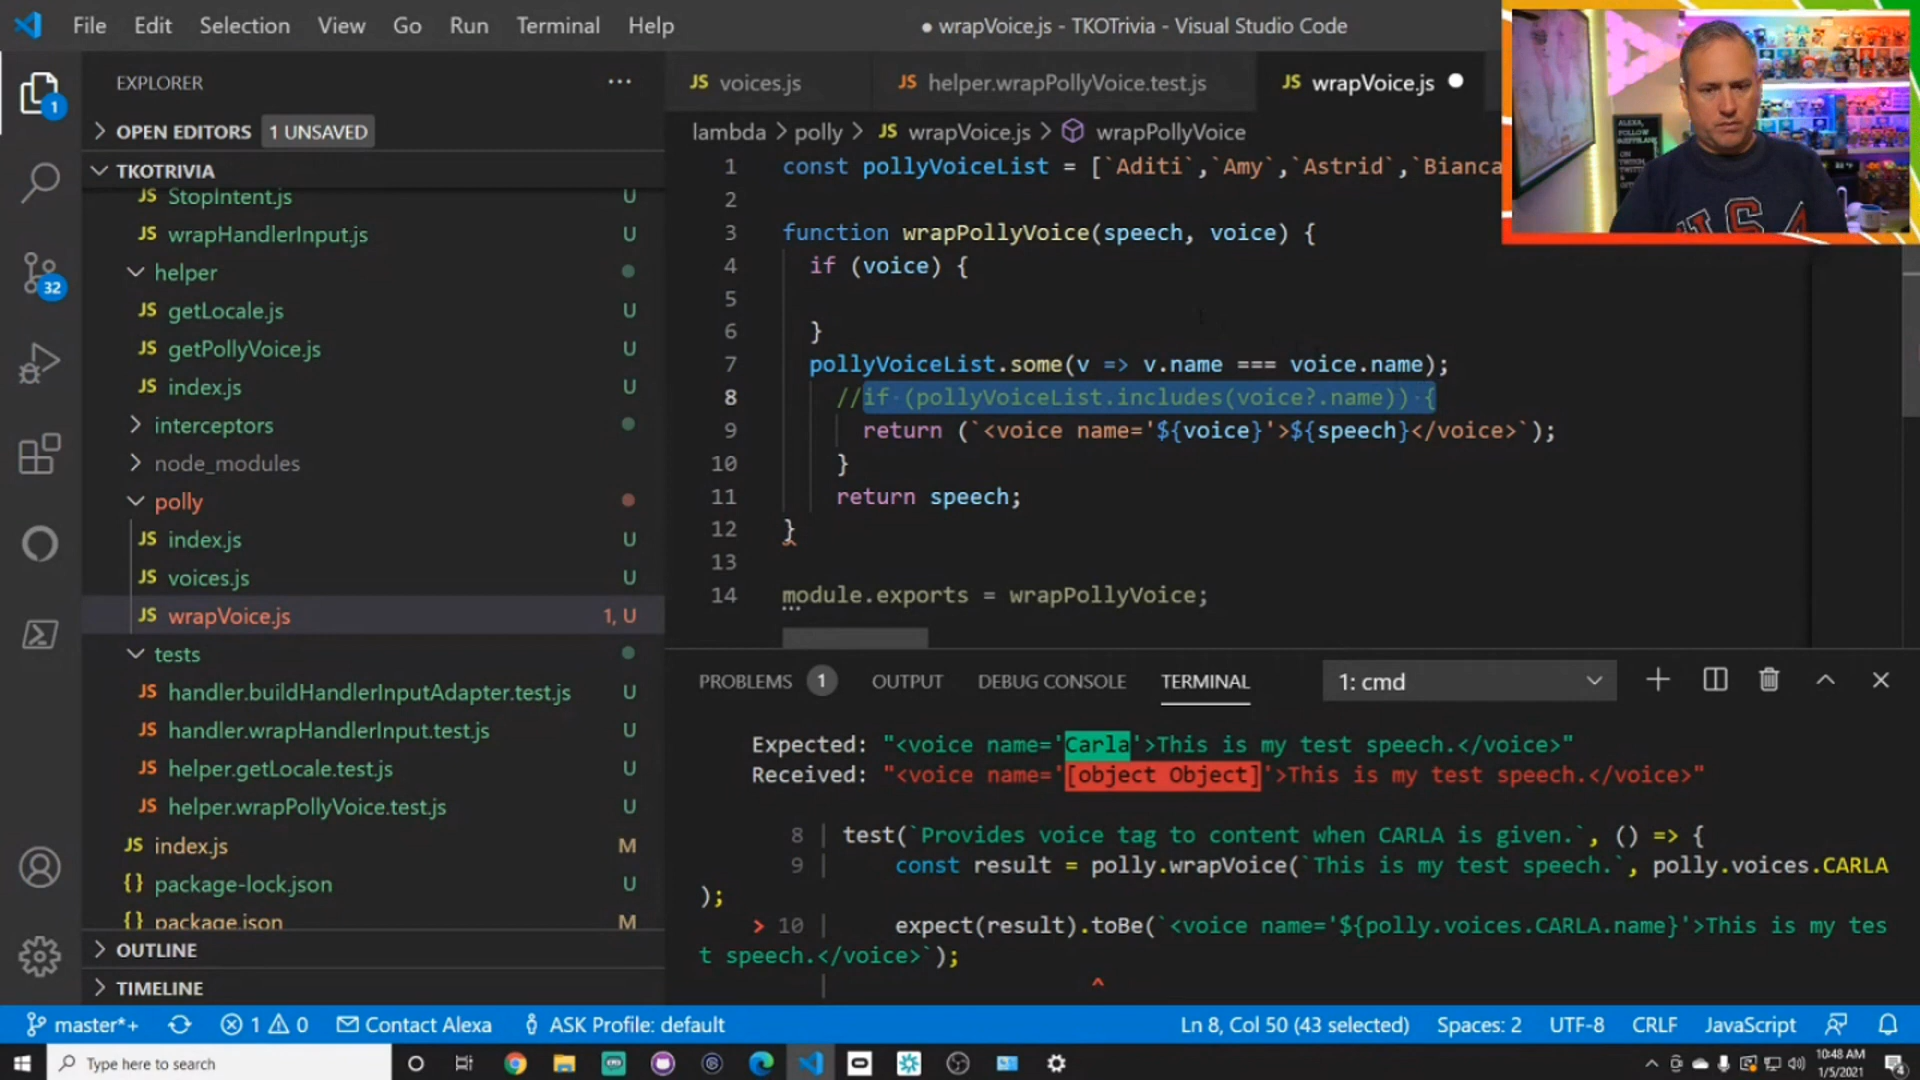 File Edit Selection View Go Run Terminal Help
● wrapVoice.js - TKOTrivia - Visual Studio Code
EXPLORER ...
OPEN EDITORS 1 UNSAVED
TKOTRIVIA
JS StopIntent.js U
JS wrapHandlerInput.js U
helper
JS getLocale.js U
JS getPollyVoice.js U
JS index.js U
interceptors
node_modules
polly
JS index.js U
JS voices.js U
JS wrapVoice.js 1, U
tests
JS handler.buildHandlerInputAdapter.test.js U
JS handler.wrapHandlerInput.test.js U
JS helper.getLocale.test.js U
JS helper.wrapPollyVoice.test.js U
JS index.js M
{} package-lock.json U
{} package.json M
OUTLINE
TIMELINE
1
32
JS voices.js JS helper.wrapPollyVoice.test.js JS wrapVoice.js ●
lambda > polly > JS wrapVoice.js > wrapPollyVoice
1 const pollyVoiceList = [`Aditi`,`Amy`,`Astrid`,`Bianca
2
3 function wrapPollyVoice(speech, voice) {
4 if (voice) {
5
6 }
7 pollyVoiceList.some(v => v.name === voice.name);
8 //if (pollyVoiceList.includes(voice?.name)) {
9 return (`<voice name='${voice}'>${speech}</voice>`);
10 }
11 return speech;
12 }
13
14 module.exports = wrapPollyVoice;
ALEXA,
FOLLOW
ON
TWITCH,
USA
PROBLEMS 1 OUTPUT DEBUG CONSOLE TERMINAL 1: cmd
Expected: "<voice name='Carla'>This is my test speech.</voice>"
Received: "<voice name='[object Object]'>This is my test speech.</voice>"
8 | test(`Provides voice tag to content when CARLA is given.`, () => {
9 | const result = polly.wrapVoice(`This is my test speech.`, polly.voices.CARLA
);
> 10 | expect(result).toBe(`<voice name='${polly.voices.CARLA.name}'>This is my tes
t speech.</voice>`);
| ^
master*+ 1 0 Contact Alexa ASK Profile: default
Ln 8, Col 50 (43 selected) Spaces: 2 UTF-8 CRLF JavaScript
Type here to search
10:48 AM
1/5/2021
4